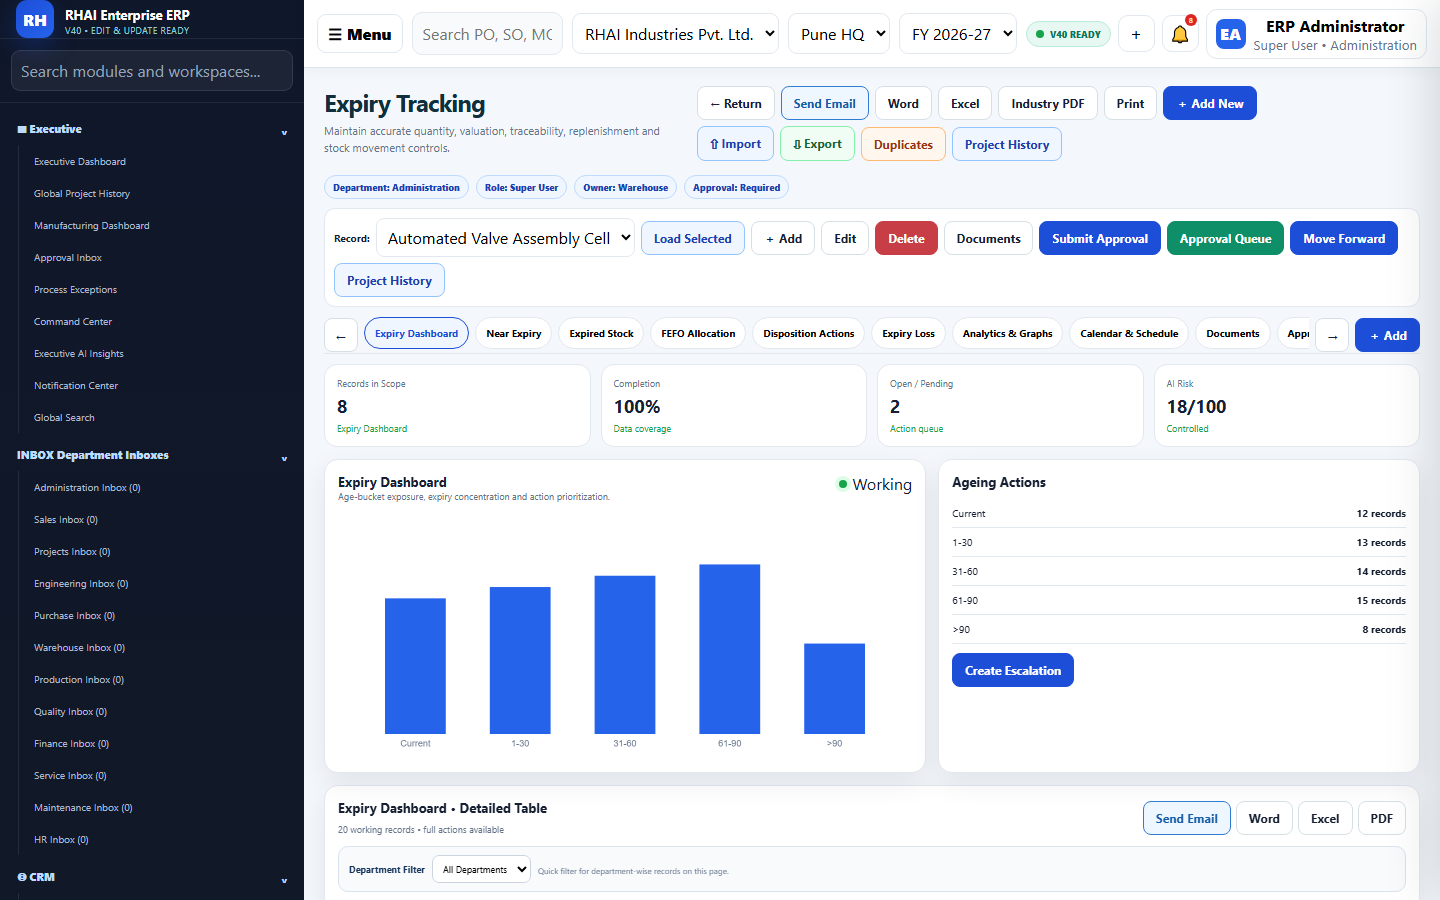 RH
RHAI Enterprise ERP
V40 • EDIT & UPDATE READY
Search modules and workspaces...
Executive
Executive Dashboard
Global Project History
Manufacturing Dashboard
Approval Inbox
Process Exceptions
Command Center
Executive AI Insights
Notification Center
Global Search
INBOX Department Inboxes
Administration Inbox (0)
Sales Inbox (0)
Projects Inbox (0)
Engineering Inbox (0)
Purchase Inbox (0)
Warehouse Inbox (0)
Production Inbox (0)
Quality Inbox (0)
Finance Inbox (0)
Service Inbox (0)
Maintenance Inbox (0)
HR Inbox (0)
CRM
☰ Menu
Search PO, SO, MO
RHAI Industries Pvt. Ltd.
Pune HQ
FY 2026-27
V40 READY
+
8
EA
ERP Administrator
Super User • Administration
Expiry Tracking
Maintain accurate quantity, valuation, traceability, replenishment and
stock movement controls.
← Return
Send Email
Word
Excel
Industry PDF
Print
+ Add New
⇧ Import
⇩ Export
Duplicates
Project History
Department: Administration
Role: Super User
Owner: Warehouse
Approval: Required
Record:
Automated Valve Assembly Cell
Load Selected
+ Add
Edit
Delete
Documents
Submit Approval
Approval Queue
Move Forward
Project History
←
Expiry Dashboard
Near Expiry
Expired Stock
FEFO Allocation
Disposition Actions
Expiry Loss
Analytics & Graphs
Calendar & Schedule
Documents
→
+ Add
Records in Scope
8
Expiry Dashboard
Completion
100%
Data coverage
Open / Pending
2
Action queue
AI Risk
18/100
Controlled
Expiry Dashboard
Age-bucket exposure, expiry concentration and action prioritization.
Working
Current
1-30
31-60
61-90
>90
Ageing Actions
Current 12 records
1-30 13 records
31-60 14 records
61-90 15 records
>90 8 records
Create Escalation
Expiry Dashboard • Detailed Table
20 working records • full actions available
Send Email
Word
Excel
PDF
Department Filter
All Departments
Quick filter for department-wise records on this page.